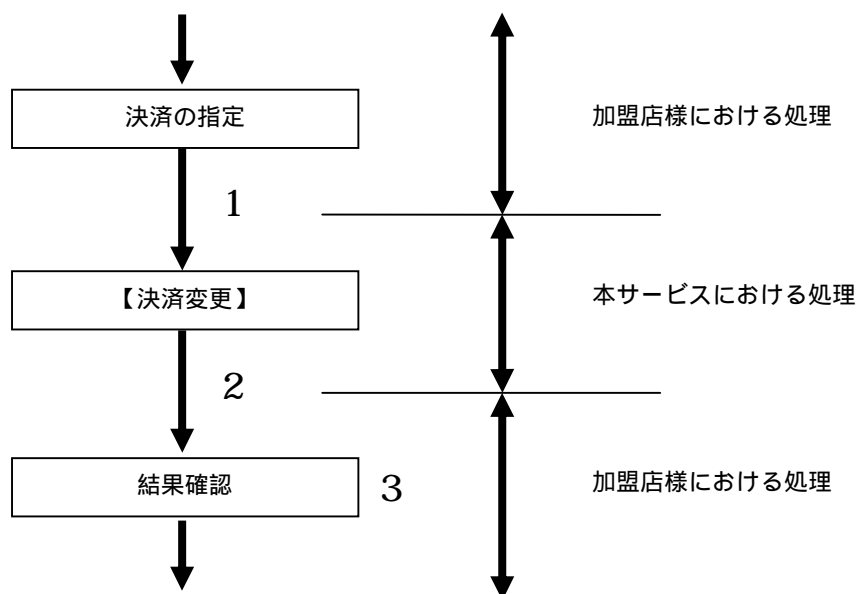 決済の指定
加盟店様における処理
1
【決済変更】
本サービスにおける処理
2
結果確認
3
加盟店様における処理